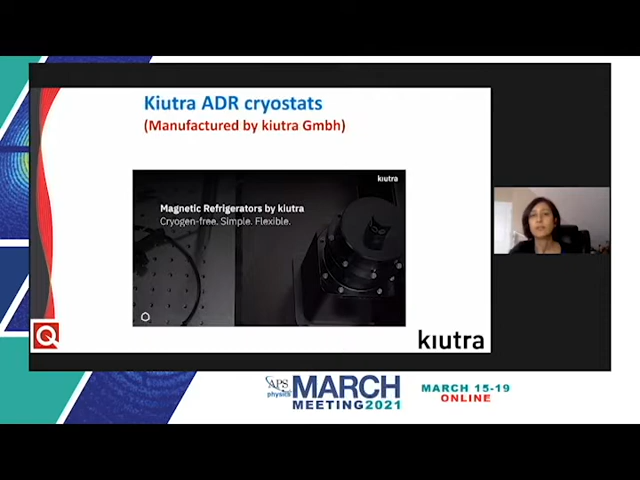 Kiutra ADR cryostats
(Manufactured by kiutra Gmbh)
kiutra
Magnetic Refrigerators by kiutra
Cryogen-free. Simple. Flexible.
Q
kiutra
APS
physics
MARCH
MEETING2021
MARCH 15-19
ONLINE